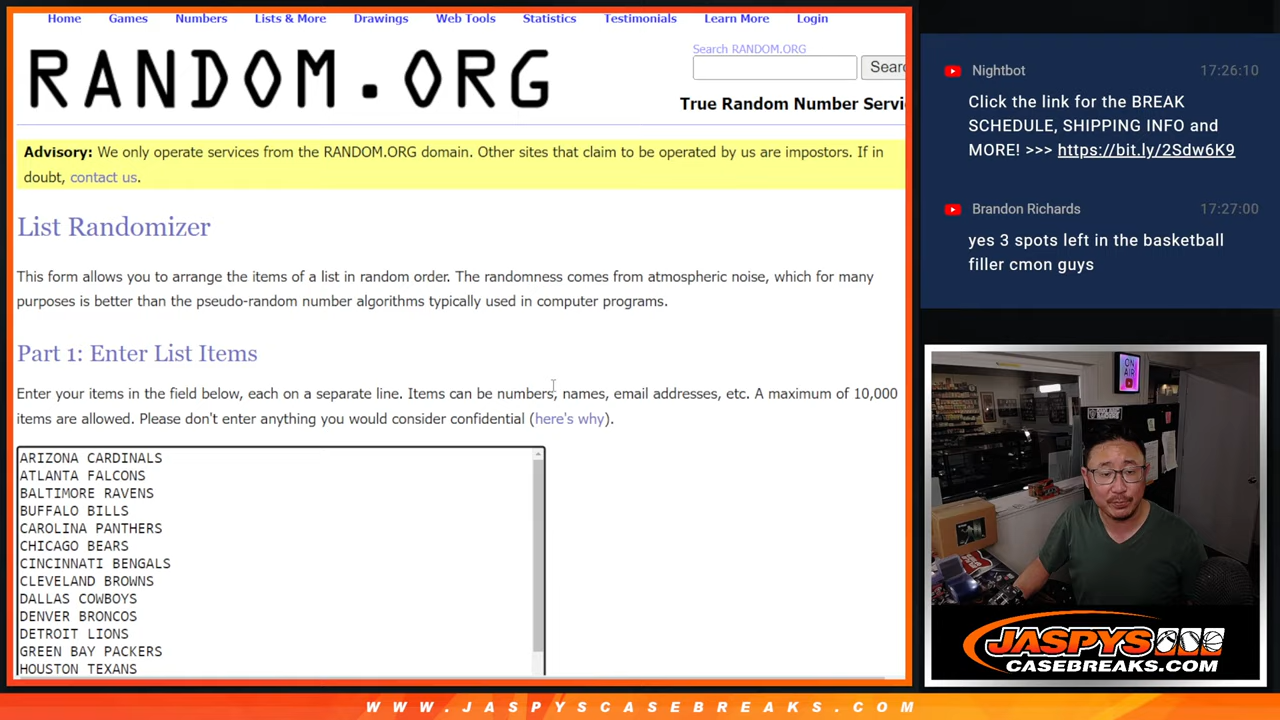 Home Games Numbers Lists & More Drawings Web Tools Statistics Testimonials Learn More Login
RANDOM.ORG
Search RANDOM.ORG
Sear
True Random Number Servi
Advisory: We only operate services from the RANDOM.ORG domain. Other sites that claim to be operated by us are impostors. If in
doubt, contact us.
List Randomizer
This form allows you to arrange the items of a list in random order. The randomness comes from atmospheric noise, which for many
purposes is better than the pseudo-random number algorithms typically used in computer programs.
Part 1: Enter List Items
Enter your items in the field below, each on a separate line. Items can be numbers, names, email addresses, etc. A maximum of 10,000
items are allowed. Please don't enter anything you would consider confidential (here's why).
ARIZONA CARDINALS
ATLANTA FALCONS
BALTIMORE RAVENS
BUFFALO BILLS
CAROLINA PANTHERS
CHICAGO BEARS
CINCINNATI BENGALS
CLEVELAND BROWNS
DALLAS COWBOYS
DENVER BRONCOS
DETROIT LIONS
GREEN BAY PACKERS
HOUSTON TEXANS
Nightbot 17:26:10
Click the link for the BREAK
SCHEDULE, SHIPPING INFO and
MORE! >>> https://bit.ly/2Sdw6K9
Brandon Richards 17:27:00
yes 3 spots left in the basketball
filler cmon guys
ON AIR
JASPYS
CASEBREAKS.COM
WWW.JASPYSCASEBREAKS.COM